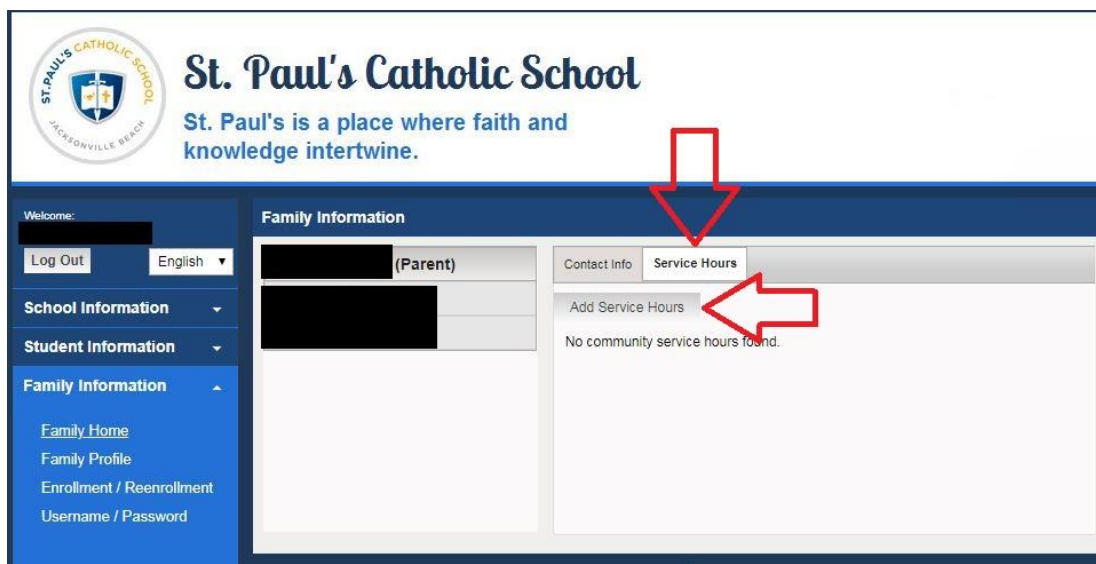 ST. PAUL'S CATHOLIC SCHOOL
JACKSONVILLE BEACH
St. Paul's Catholic School
St. Paul's is a place where faith and
knowledge intertwine.
Welcome:
Log Out English
School Information
Student Information
Family Information
Family Home
Family Profile
Enrollment / Reenrollment
Username / Password
Family Information
(Parent)
Contact Info Service Hours
Add Service Hours
No community service hours found.